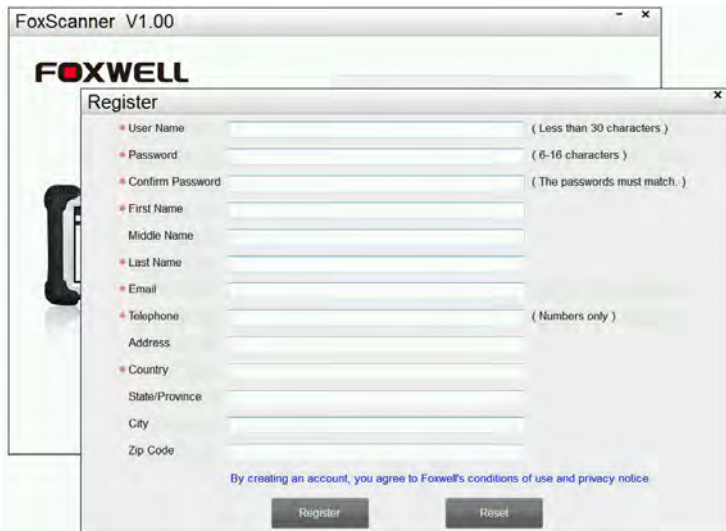 FoxScanner V1.00
FOXWELL
Register
* User Name ( Less than 30 characters )
* Password ( 6-16 characters )
* Confirm Password ( The passwords must match. )
* First Name
Middle Name
* Last Name
* Email
* Telephone ( Numbers only )
Address
* Country
State/Province
City
Zip Code
By creating an account, you agree to Foxwell's conditions of use and privacy notice
Register Reset